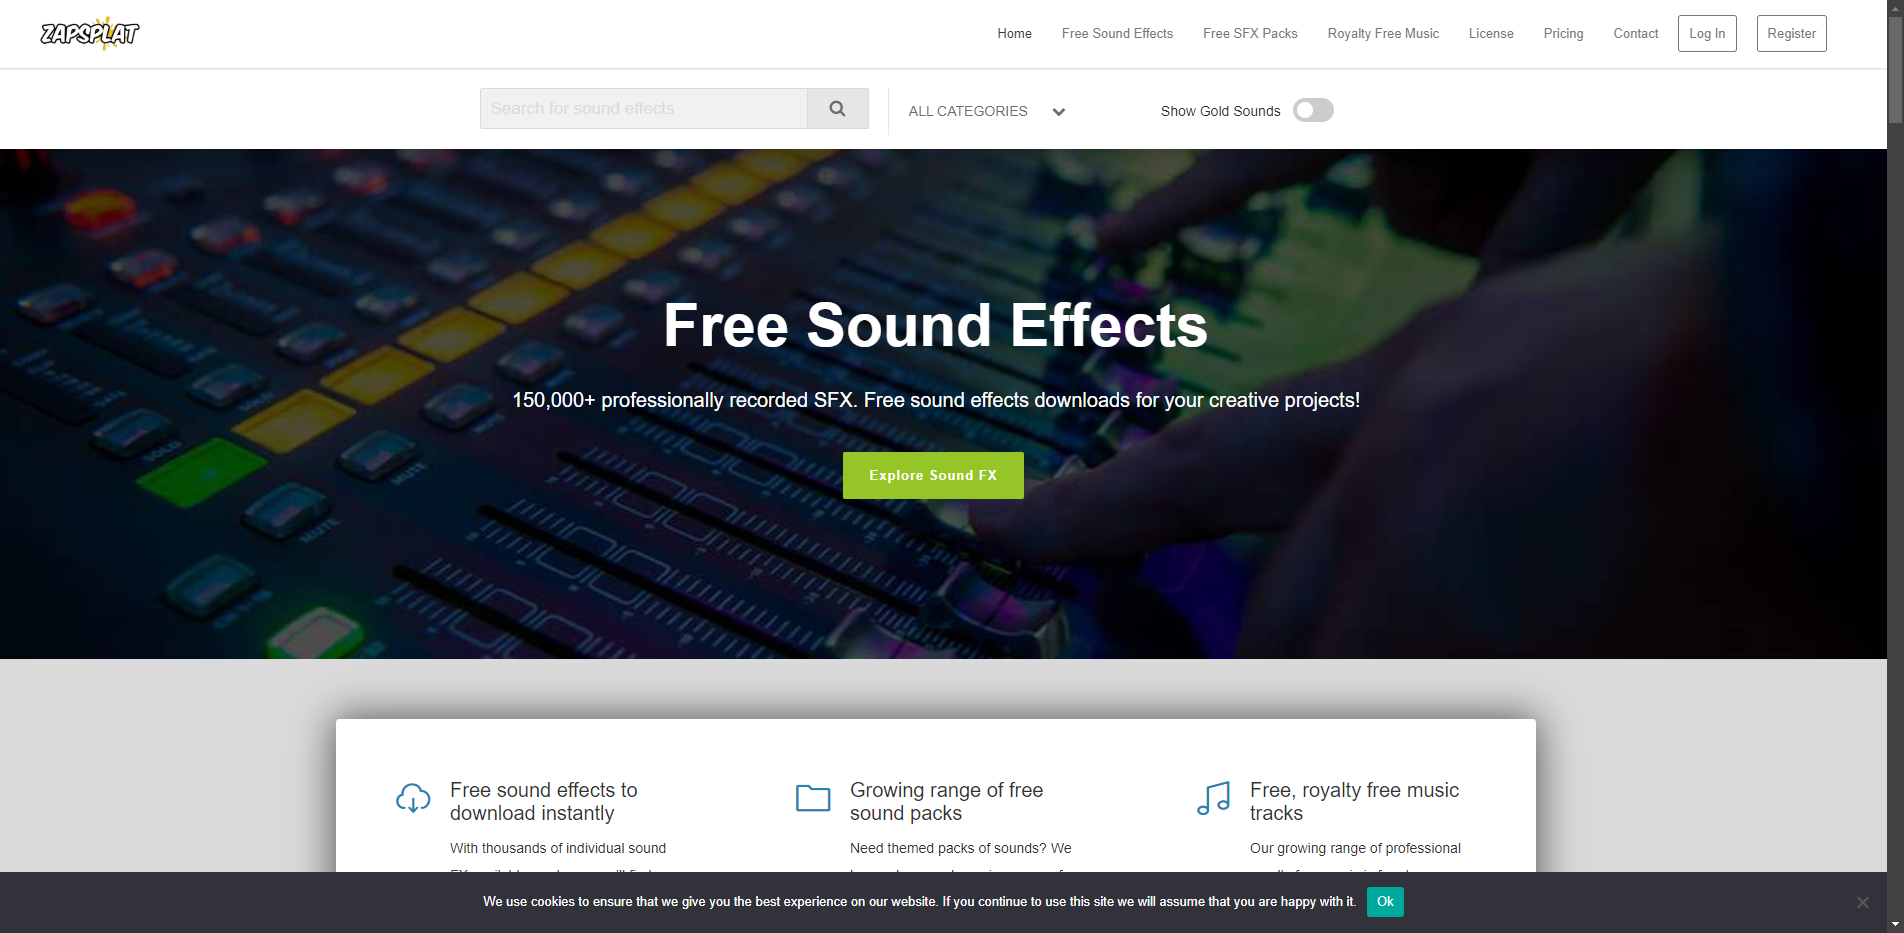 ZAPSPLAT
Home Free Sound Effects Free SFX Packs Royalty Free Music License Pricing Contact Log In Register
Search for sound effects
ALL CATEGORIES
Show Gold Sounds
Free Sound Effects
150,000+ professionally recorded SFX. Free sound effects downloads for your creative projects!
Explore Sound FX
SOLO
MUTE
MUTE
Free sound effects to
download instantly
With thousands of individual sound
Growing range of free
sound packs
Need themed packs of sounds? We
Free, royalty free music
tracks
Our growing range of professional
We use cookies to ensure that we give you the best experience on our website. If you continue to use this site we will assume that you are happy with it.
Ok